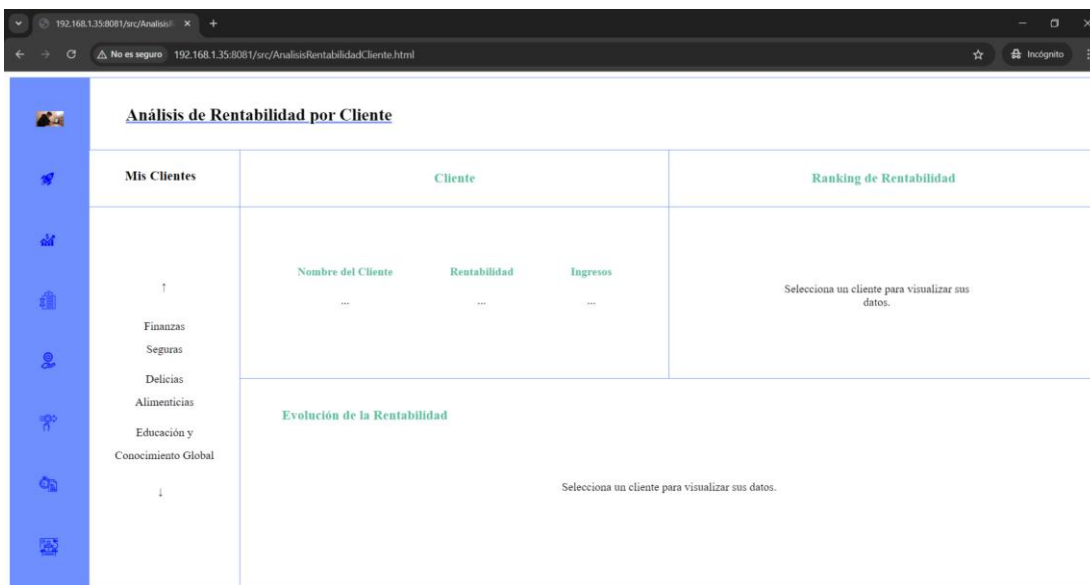 192.168.1.35:8081/src/Analisis
No es seguro 192.168.1.35:8081/src/AnalisisRentabilidadCliente.html
Incógnito
Análisis de Rentabilidad por Cliente
Mis Clientes
Cliente
Ranking de Rentabilidad
↑
Finanzas
Seguras
Delicias
Alimenticias
Educación y
Conocimiento Global
↓
Nombre del Cliente Rentabilidad Ingresos
... ... ...
Selecciona un cliente para visualizar sus
datos.
Evolución de la Rentabilidad
Selecciona un cliente para visualizar sus datos.